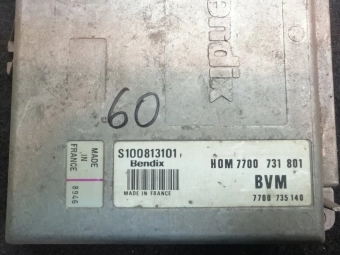 Bendix
60
MADE
IN
FRANCE
8946
S100813101
Bendix
MADE IN FRANCE
HOM 7700 731 801
BVM
7700 735 140